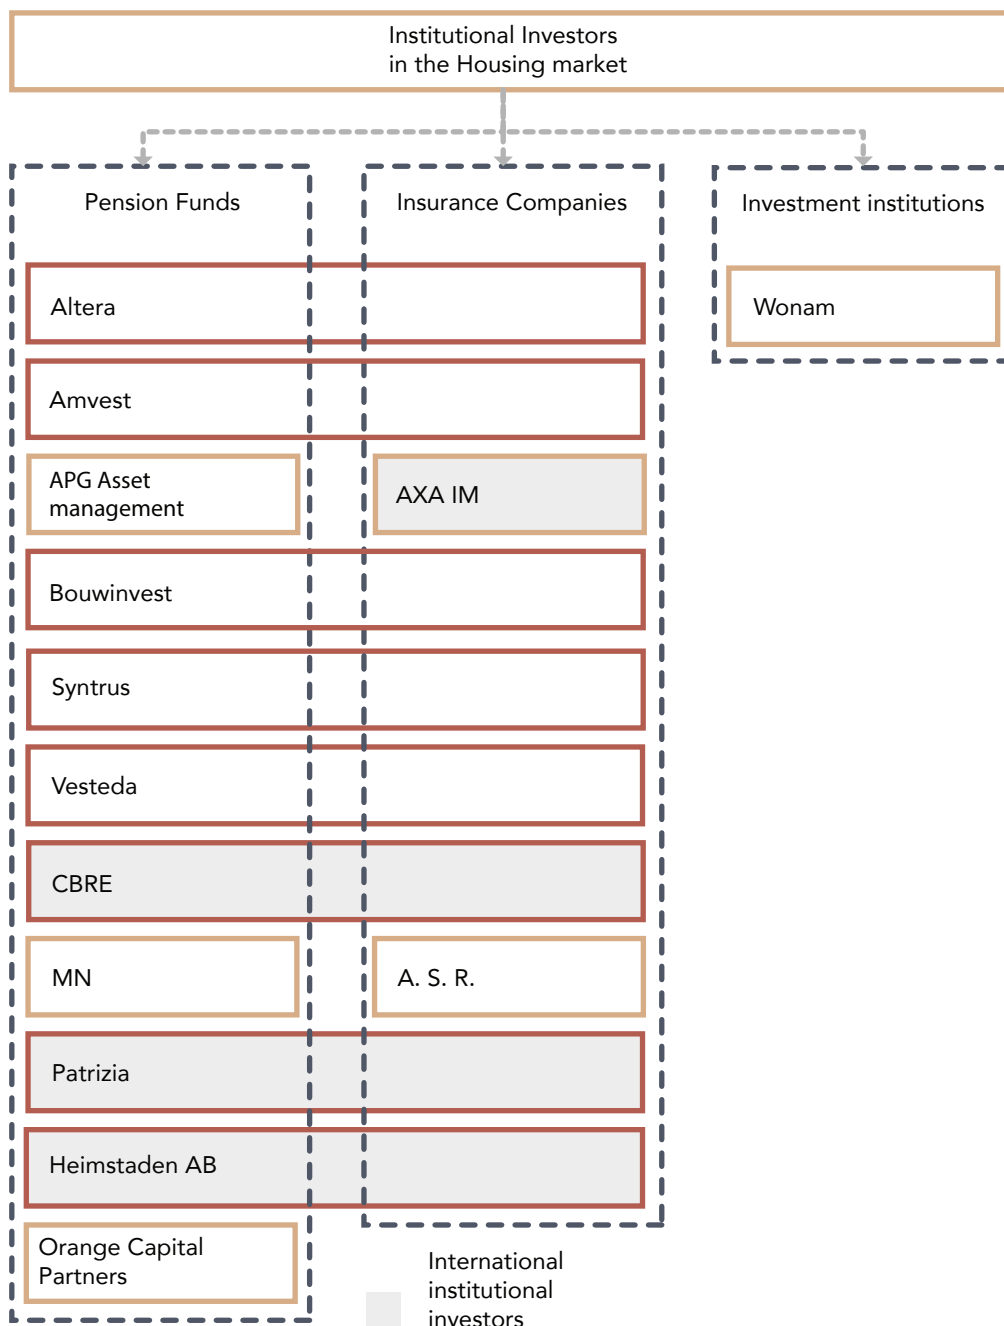 Institutional Investors
in the Housing market
Pension Funds
Insurance Companies
Investment institutions
Altera
Wonam
Amvest
APG Asset
management
AXA IM
Bouwinvest
Syntrus
Vesteda
CBRE
MN
A. S. R.
Patrizia
Heimstaden AB
Orange Capital
Partners
International
institutional
investors